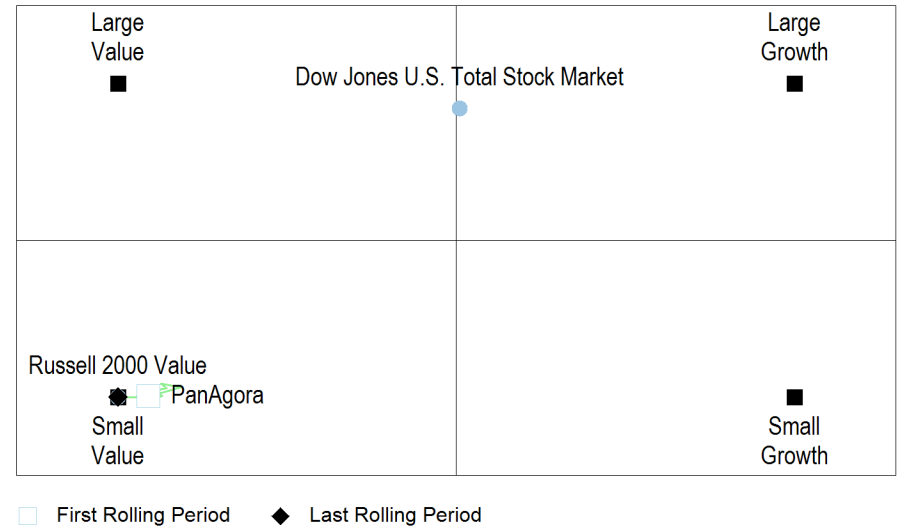 Large
Value
Large
Growth
Dow Jones U.S. Total Stock Market
Russell 2000 Value
PanAgora
Small
Value
Small
Growth
First Rolling Period
Last Rolling Period